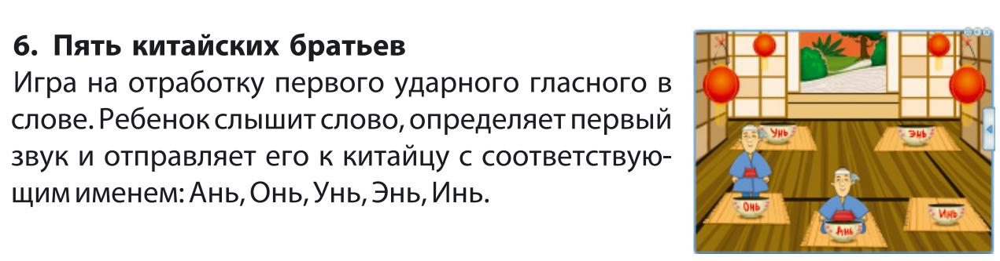 6. Пять китайских братьев
Игра на отработку первого ударного гласного в
слове. Ребенок слышит слово, определяет первый
звук и отправляет его к китайцу с соответствую-
щим именем: Ань, Онь, Унь, Энь, Инь.
УНЬ
ЭНЬ
ОНЬ
АНЬ
ИНЬ